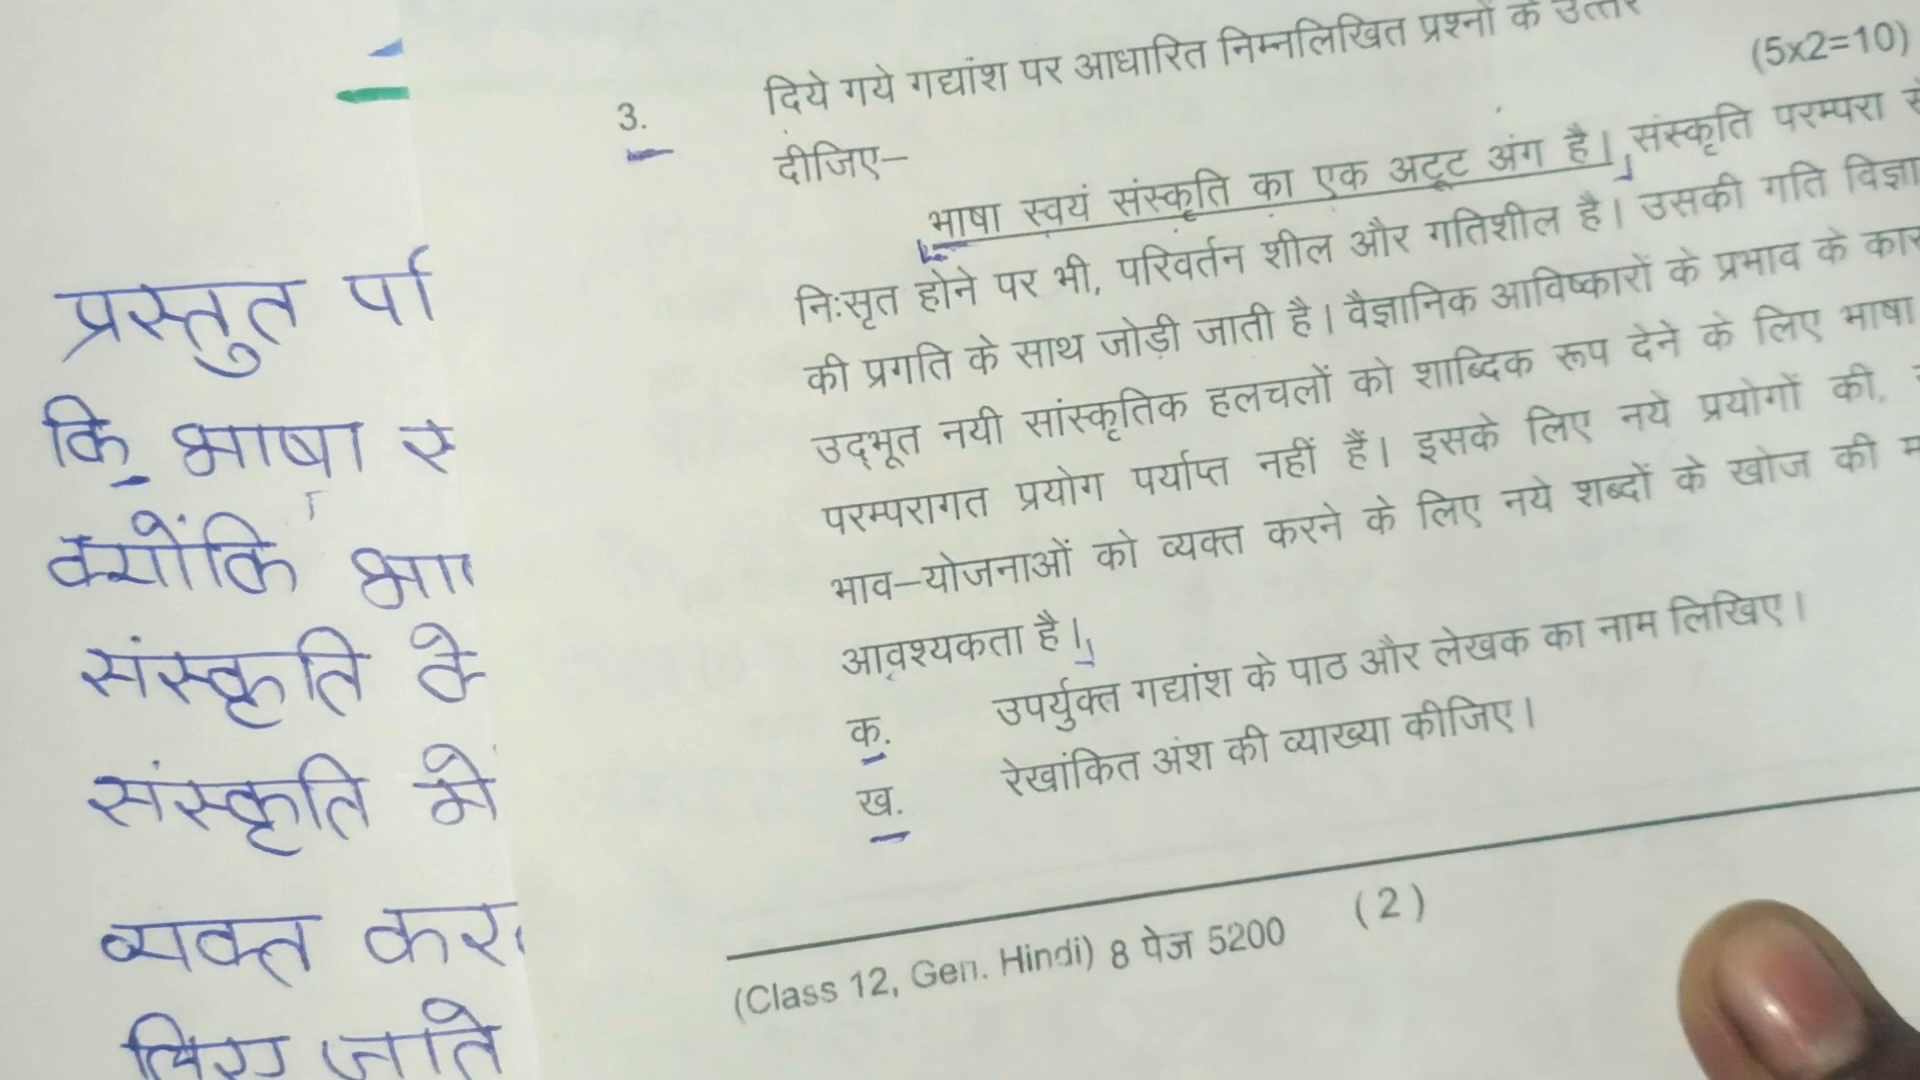 3. दिये गये गद्यांश पर आधारित निम्नलिखित प्रश्नों के उत्तर
दीजिए– (5x2=10)
भाषा स्वयं संस्कृति का एक अटूट अंग है। संस्कृति परम्परा से
निःसृत होने पर भी, परिवर्तन शील और गतिशील है। उसकी गति
की प्रगति के साथ जोड़ी जाती है। वैज्ञानिक आविष्कारों के प्रभाव के
उद्भूत नयी सांस्कृतिक हलचलों को शाब्दिक रूप देने के लिए भाषा
परम्परागत प्रयोग पर्याप्त नहीं हैं। इसके लिए नये प्रयोगों की,
भाव–योजनाओं को व्यक्त करने के लिए नये शब्दों के खोज की
आवश्यकता है।
क. उपर्युक्त गद्यांश के पाठ और लेखक का नाम लिखिए।
ख. रेखांकित अंश की व्याख्या कीजिए।
(Class 12, Gen. Hindi) 8 पेज 5200 (2)
प्रस्तुत
कि भाषा
क्योंकि
संस्कृति के
संस्कृति में
व्यक्त
लिए जाते